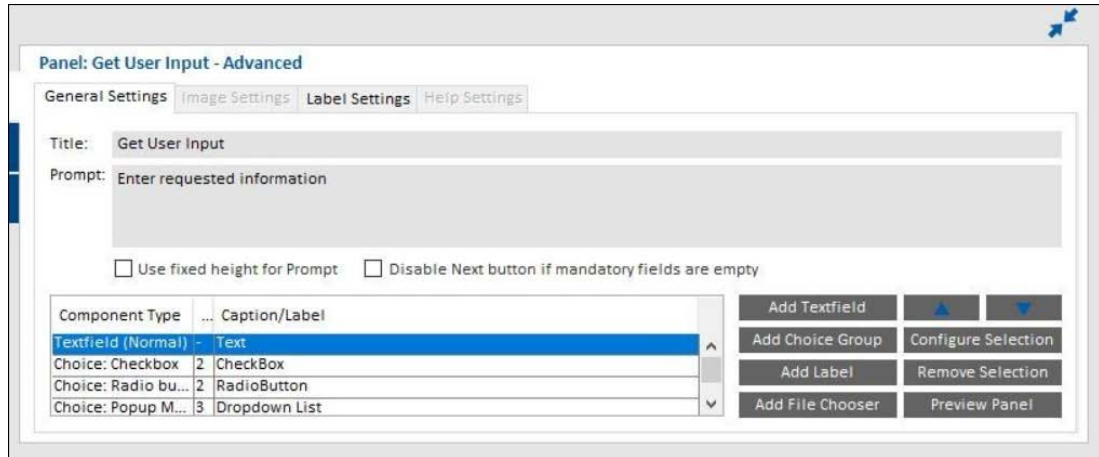 Panel: Get User Input - Advanced
General Settings Image Settings Label Settings Help Settings
Title: Get User Input
Prompt: Enter requested information
Use fixed height for Prompt Disable Next button if mandatory fields are empty
Component Type ... Caption/Label
Textfield (Normal) - Text
Choice: Checkbox 2 CheckBox
Choice: Radio bu... 2 RadioButton
Choice: Popup M... 3 Dropdown List
Add Textfield
Add Choice Group Configure Selection
Add Label Remove Selection
Add File Chooser Preview Panel